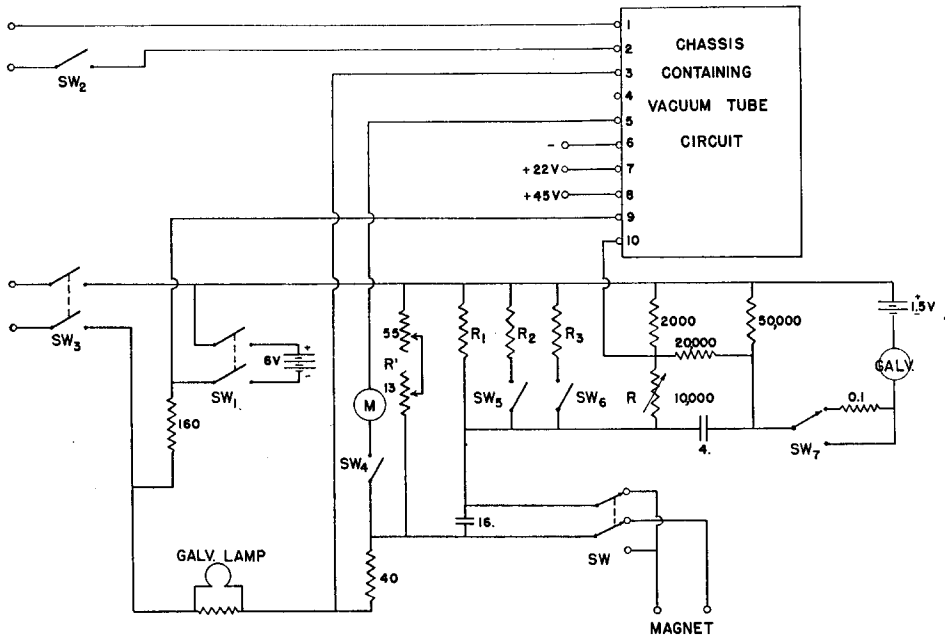 1
2
CHASSIS
3
CONTAINING
4
VACUUM TUBE
5
CIRCUIT
6
-
7
+22V
8
+45V
9
10
SW2
SW3
6V
+
-
SW1.
160
55
R'
13
M
SW4
R1
R2
R3
SW5
SW6
2000
20,000
50,000
R
10,000
4.
+
-
1.5V
GALV.
0.1
SW7
16.
SW
40
GALV. LAMP
MAGNET